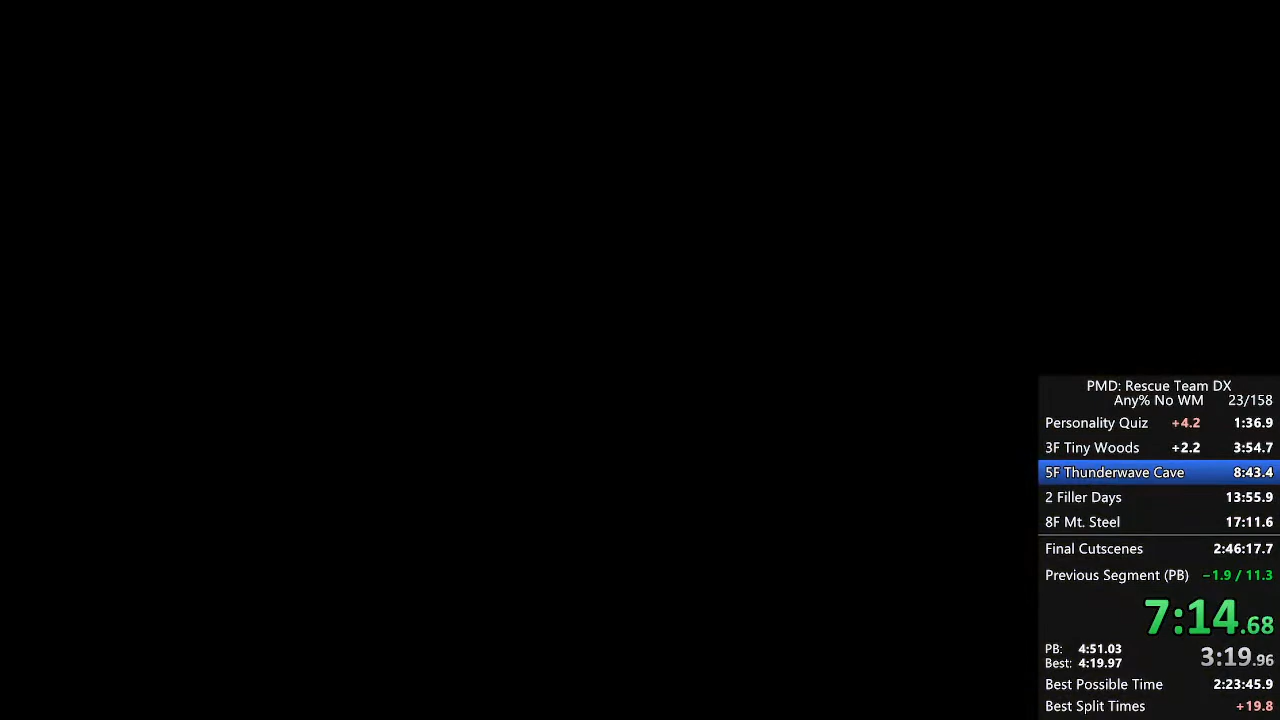 PMD: Rescue Team DX
Any% No WM 23/158
Personality Quiz +4.2 1:36.9
3F Tiny Woods +2.2 3:54.7
5F Thunderwave Cave 8:43.4
2 Filler Days 13:55.9
8F Mt. Steel 17:11.6
Final Cutscenes 2:46:17.7
Previous Segment (PB) −1.9 / 11.3
7:14.68
PB: 4:51.03
Best: 4:19.97
3:19.96
Best Possible Time 2:23:45.9
Best Split Times +19.8